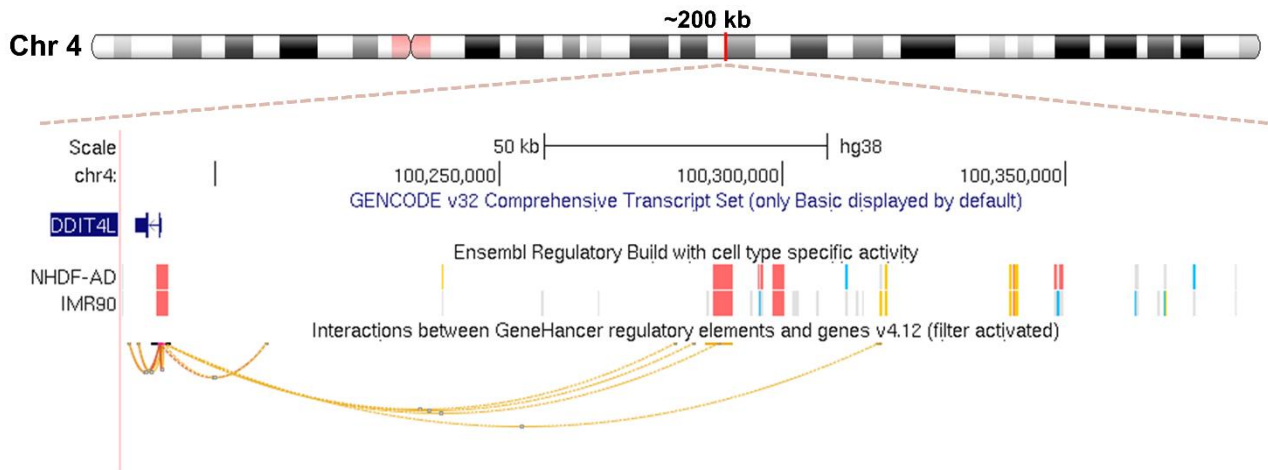 ~200 kb
Chr 4
Scale 50 kb hg38
chr4: 100,250,000 100,300,000 100,350,000
GENCODE v32 Comprehensive Transcript Set (only Basic displayed by default)
DDIT4L
Ensembl Regulatory Build with cell type specific activity
NHDF-AD
IMR90
Interactions between GeneHancer regulatory elements and genes v4.12 (filter activated)